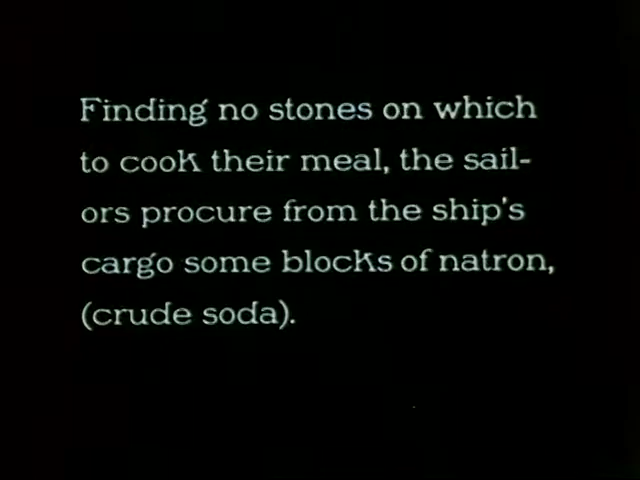 Finding no stones on which
to cook their meal, the sail-
ors procure from the ship's
cargo some blocks of natron,
(crude soda).